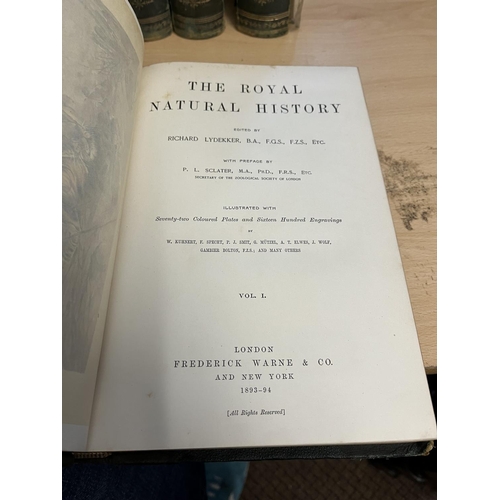 THE ROYAL
NATURAL HISTORY
EDITED BY
RICHARD LYDEKKER, B.A., F.G.S., F.Z.S., ETC.
WITH PREFACE BY
P. L. SCLATER, M.A., PH.D., F.R.S., ETC.
SECRETARY OF THE ZOOLOGICAL SOCIETY OF LONDON
ILLUSTRATED WITH
Seventy-two Coloured Plates and Sixteen Hundred Engravings
BY
W. KUHNERT, F. SPECHT, P. J. SMIT, G. MÜTZEL, A. T. ELWES, J. WOLF,
GAMBIER BOLTON, F.Z.S.; AND MANY OTHERS
VOL. I.
LONDON
FREDERICK WARNE & CO.
AND NEW YORK
1893-94
[All Rights Reserved]